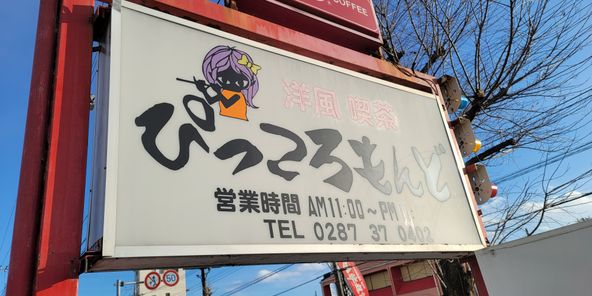 COFFEE
洋風 喫茶
ぴっころもんど
営業時間 AM11:00～PM
TEL 0287 37 0402
50